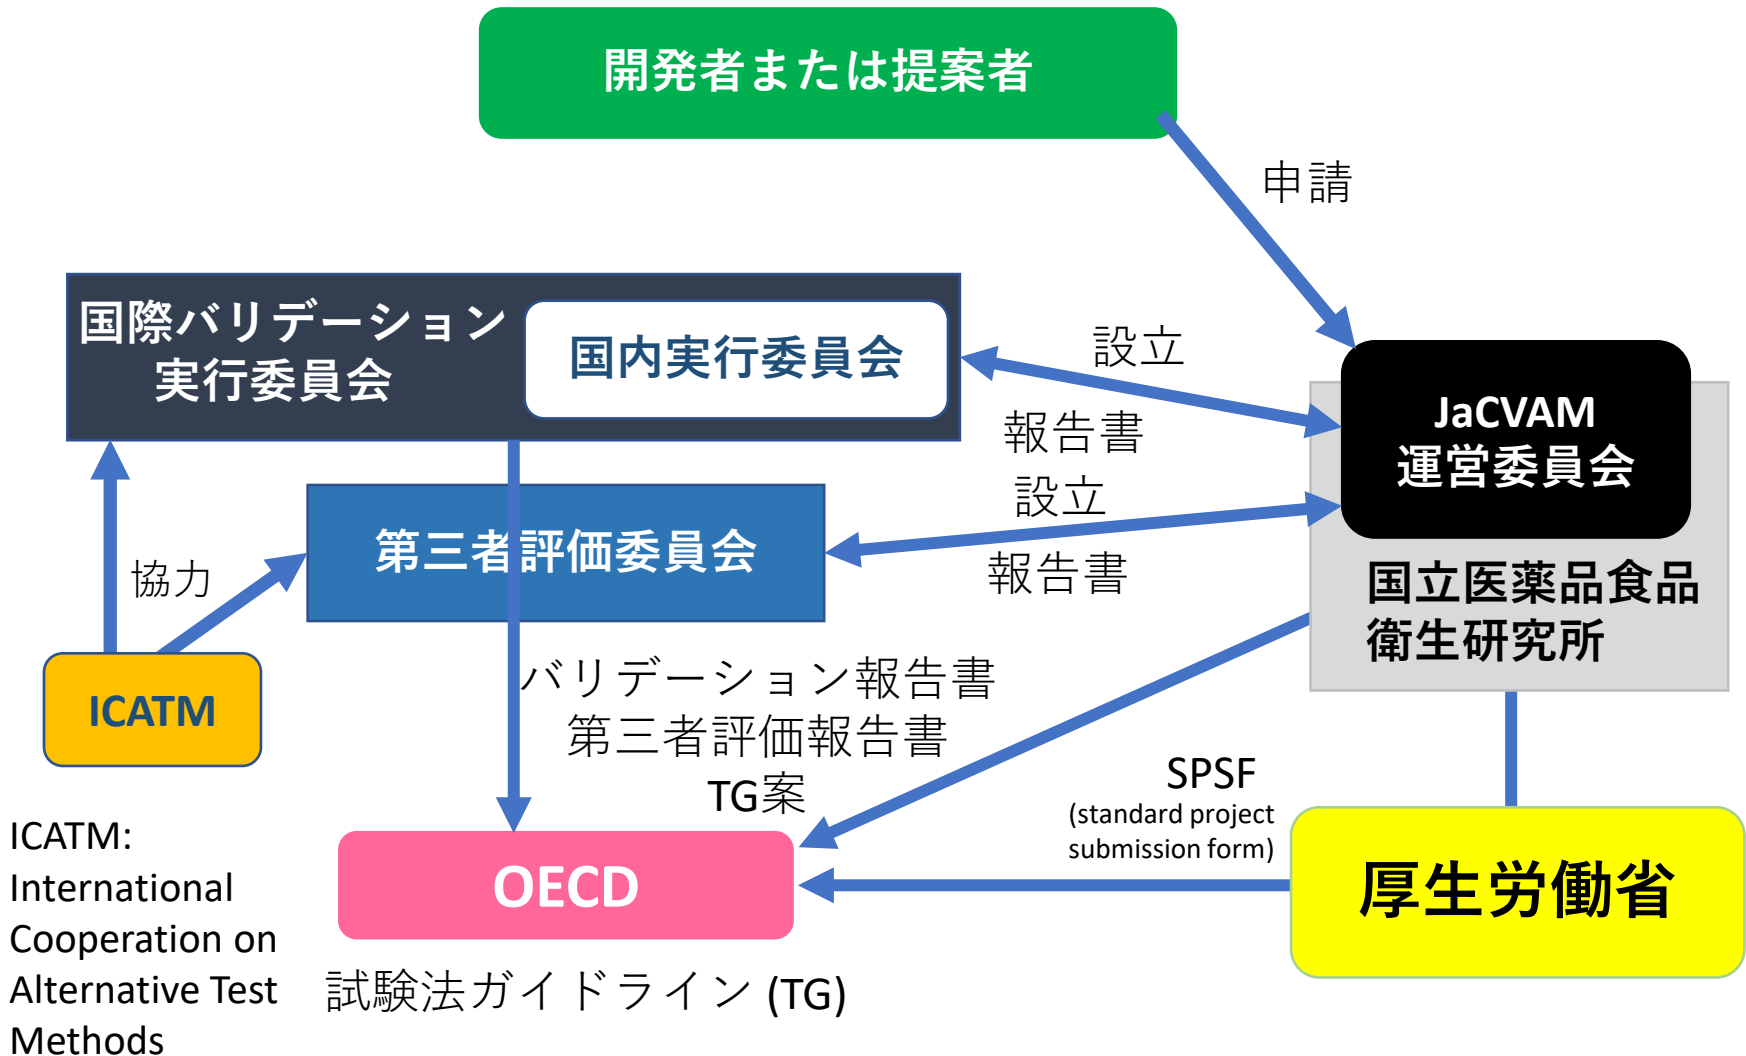 開発者または提案者
申請
国際バリデーション
実行委員会
国内実行委員会
設立
報告書
JaCVAM
運営委員会
設立
報告書
第三者評価委員会
国立医薬品食品
衛生研究所
協力
ICATM
バリデーション報告書
第三者評価報告書
TG案
SPSF
(standard project
submission form)
OECD
厚生労働省
試験法ガイドライン (TG)
ICATM:
International
Cooperation on
Alternative Test
Methods